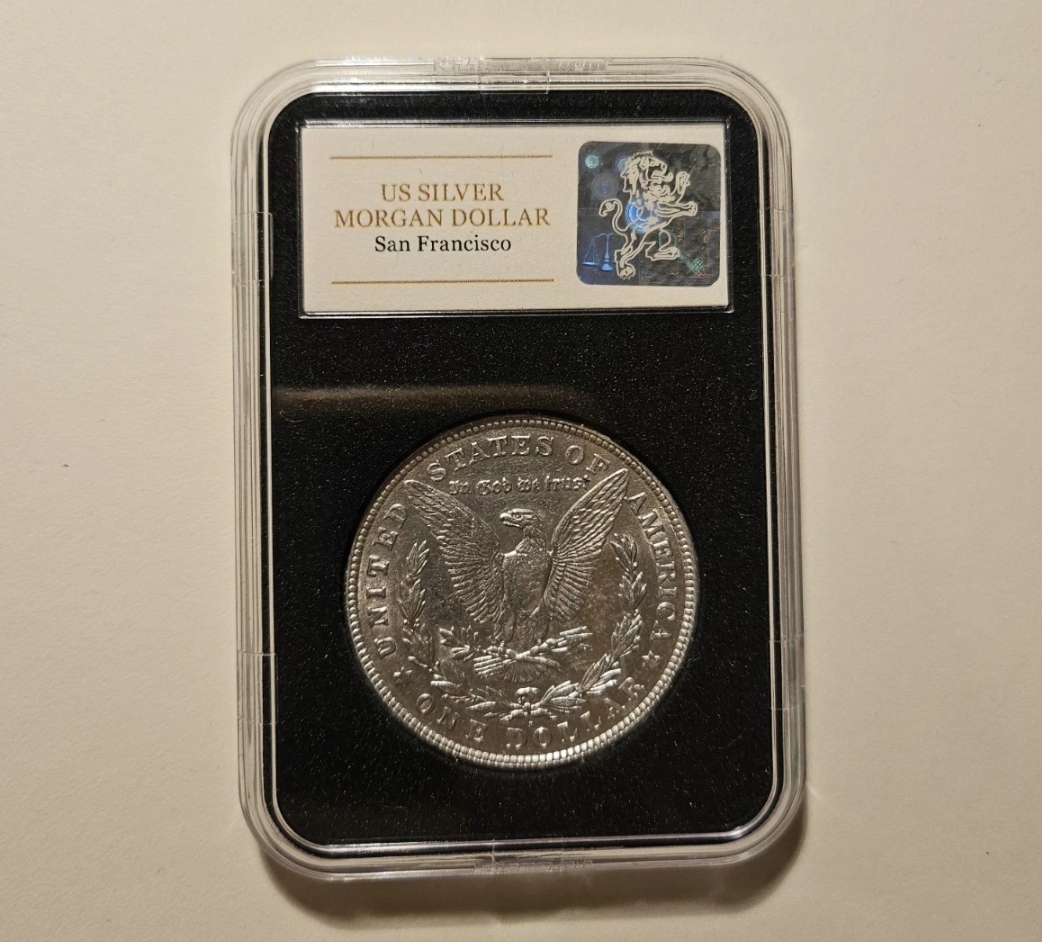 US SILVER
MORGAN DOLLAR
San Francisco
UNITED STATES OF AMERICA
In God we trust
ONE DOLLAR